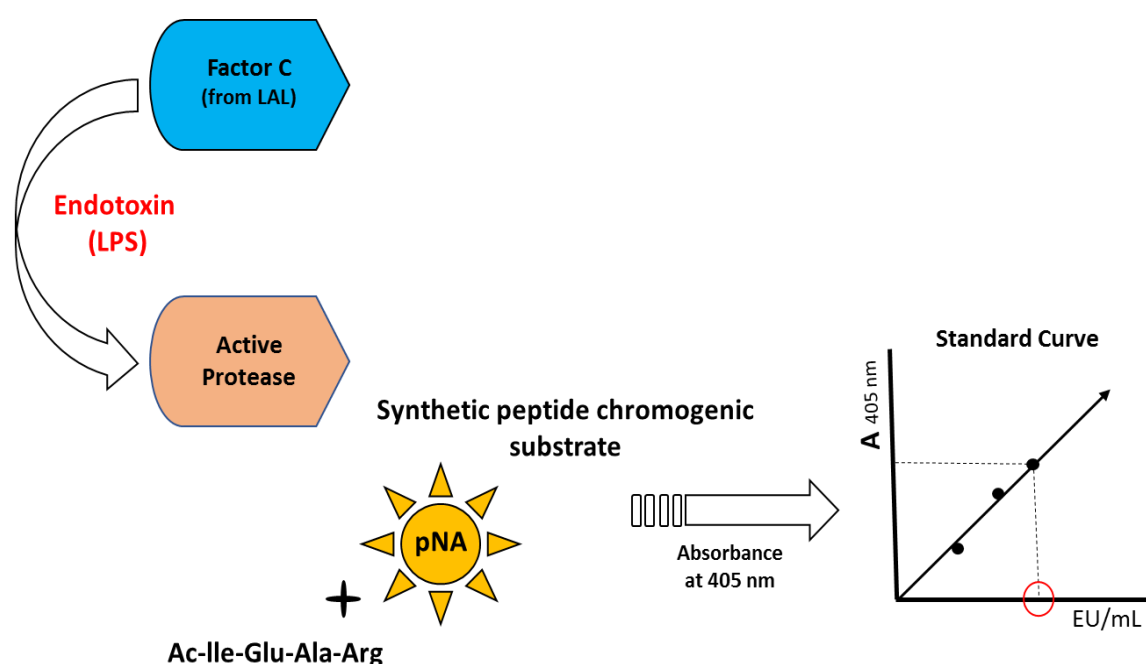 Factor C
(from LAL)
Endotoxin
(LPS)
Active
Protease
Synthetic peptide chromogenic
substrate
pNA
Ac-lle-Glu-Ala-Arg
Absorbance
at 405 nm
Standard Curve
A 405 nm
EU/mL